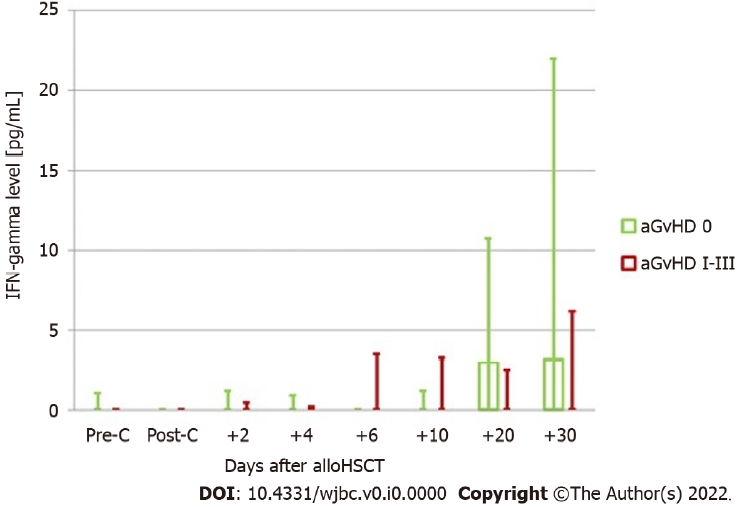 25
20
15
10
5
0
IFN-gamma level [pg/mL]
aGvHD 0
aGvHD I-III
Pre-C Post-C +2 +4 +6 +10 +20 +30
Days after alloHSCT
DOI: 10.4331/wjbc.v0.i0.0000 Copyright ©The Author(s) 2022.